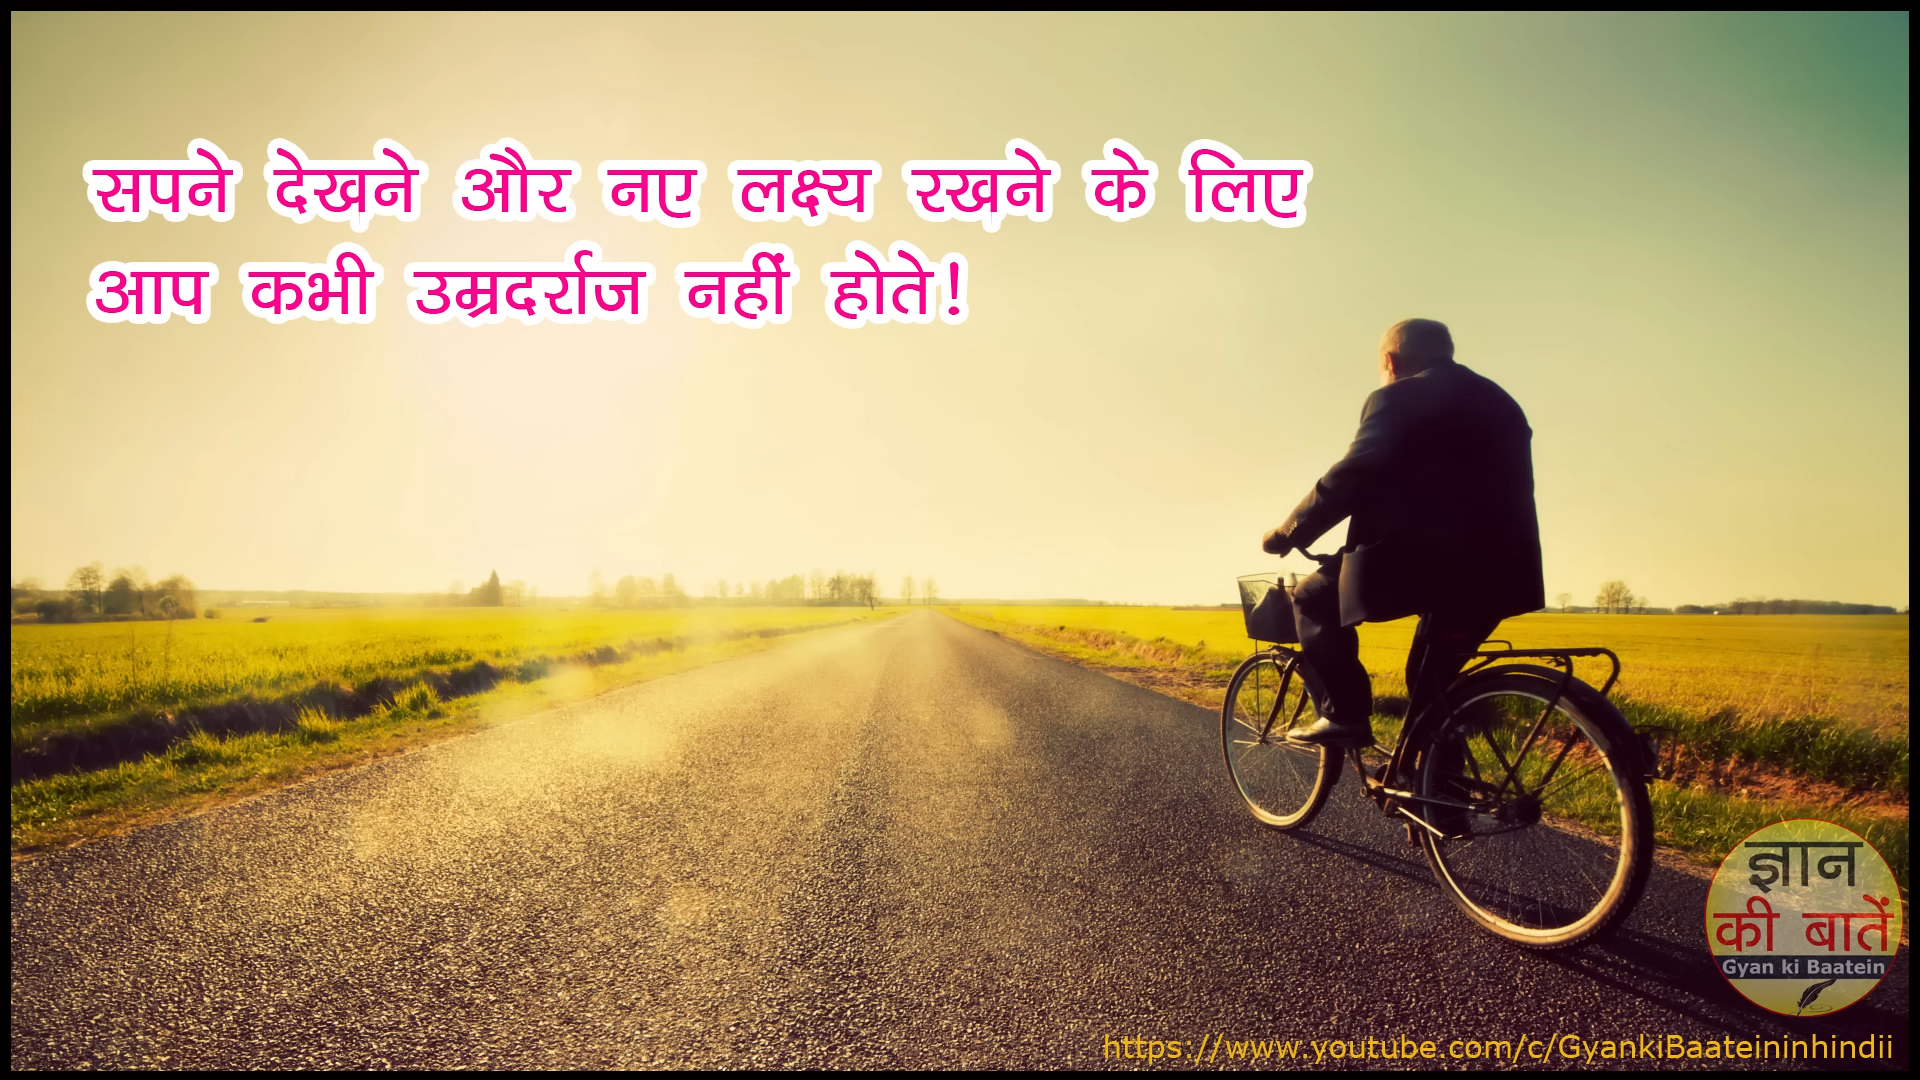 सपने देखने और नए लक्ष्य रखने के लिए
आप कभी उम्रदर्राज नहीं होते!
ज्ञान
की बातें
Gyan ki Baatein
https://www.youtube.com/c/GyankiBaateininhindii